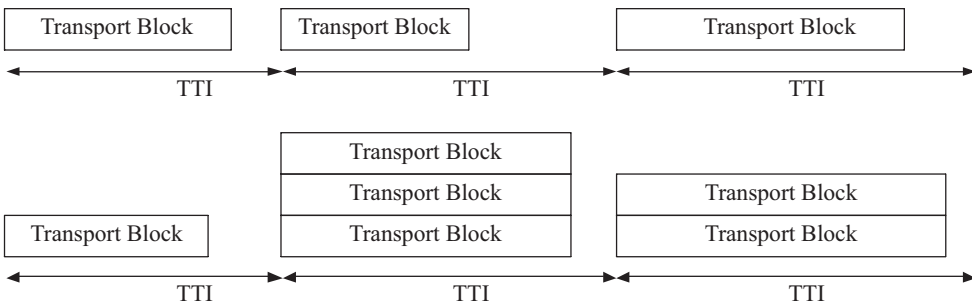 Transport Block Transport Block Transport Block
TTI TTI TTI
Transport Block
Transport Block Transport Block
Transport Block Transport Block Transport Block
TTI TTI TTI